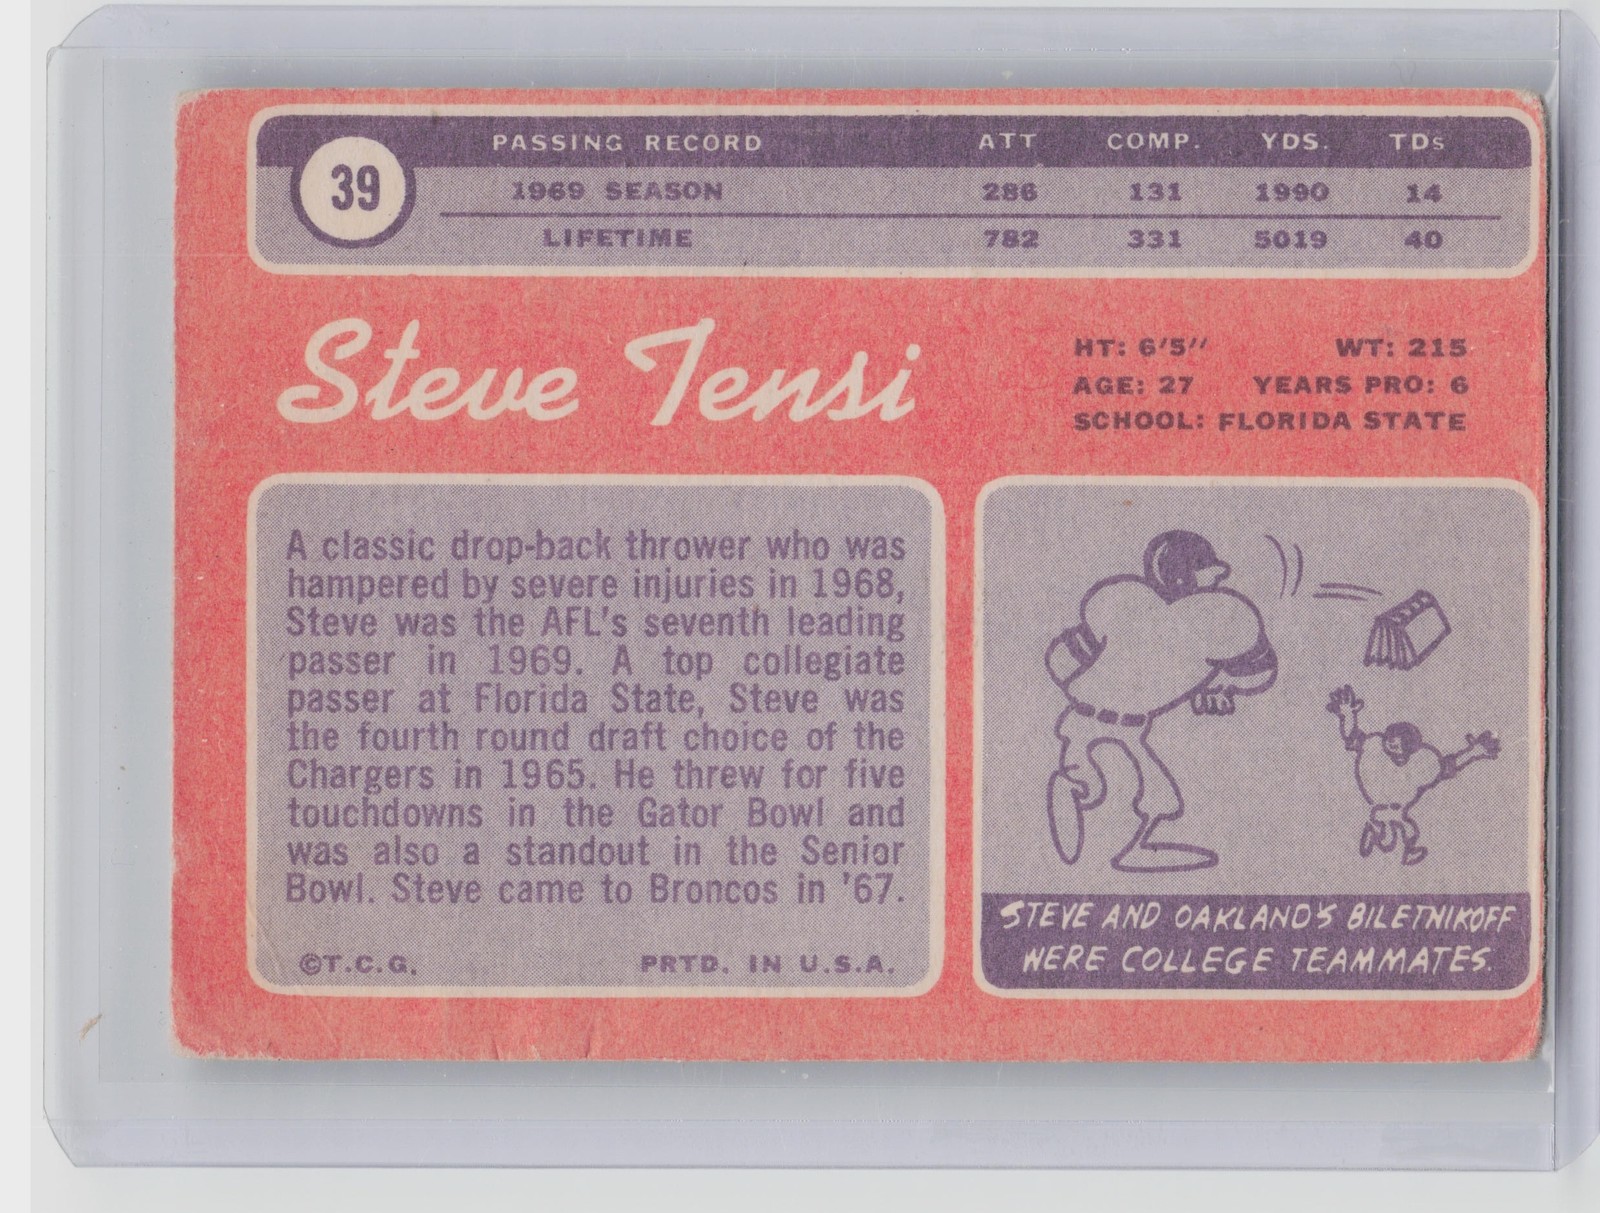 39
PASSING RECORD ATT COMP. YDS. TDs
1969 SEASON 286 131 1990 14
LIFETIME 782 331 5019 40
Steve Tensi
HT: 6'5" WT: 215
AGE: 27 YEARS PRO: 6
SCHOOL: FLORIDA STATE
A classic drop-back thrower who was
hampered by severe injuries in 1968,
Steve was the AFL's seventh leading
passer in 1969. A top collegiate
passer at Florida State, Steve was
the fourth round draft choice of the
Chargers in 1965. He threw for five
touchdowns in the Gator Bowl and
was also a standout in the Senior
Bowl. Steve came to Broncos in '67.
©T.C.G. PRTD. IN U.S.A.
STEVE AND OAKLAND'S BILETNIKOFF
WERE COLLEGE TEAMMATES.